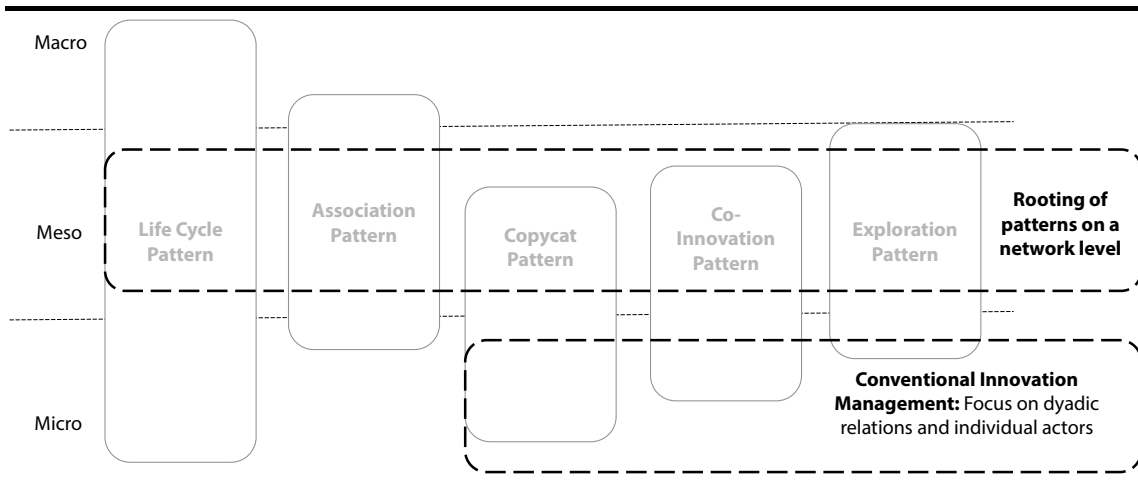 Macro
Meso
Micro
Life Cycle
Pattern
Association
Pattern
Copycat
Pattern
Co-
Innovation
Pattern
Exploration
Pattern
Rooting of
patterns on a
network level
Conventional Innovation
Management: Focus on dyadic
relations and individual actors